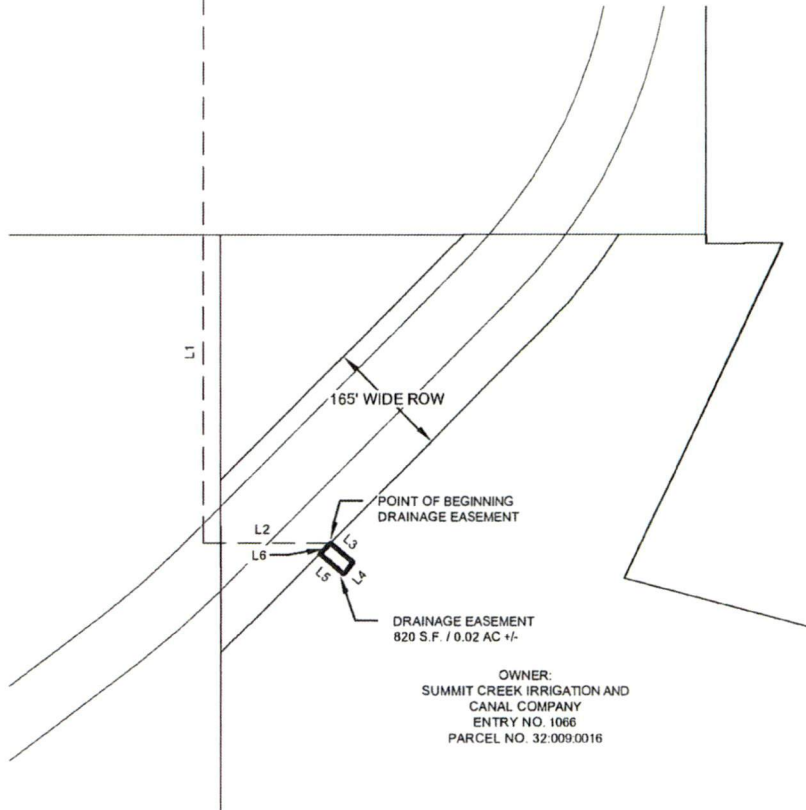 L1
165' WIDE ROW
POINT OF BEGINNING
DRAINAGE EASEMENT
L2
L3
L6
L5
L4
DRAINAGE EASEMENT
820 S.F. / 0.02 AC +/-
OWNER:
SUMMIT CREEK IRRIGATION AND
CANAL COMPANY
ENTRY NO. 1066
PARCEL NO. 32:009:0016